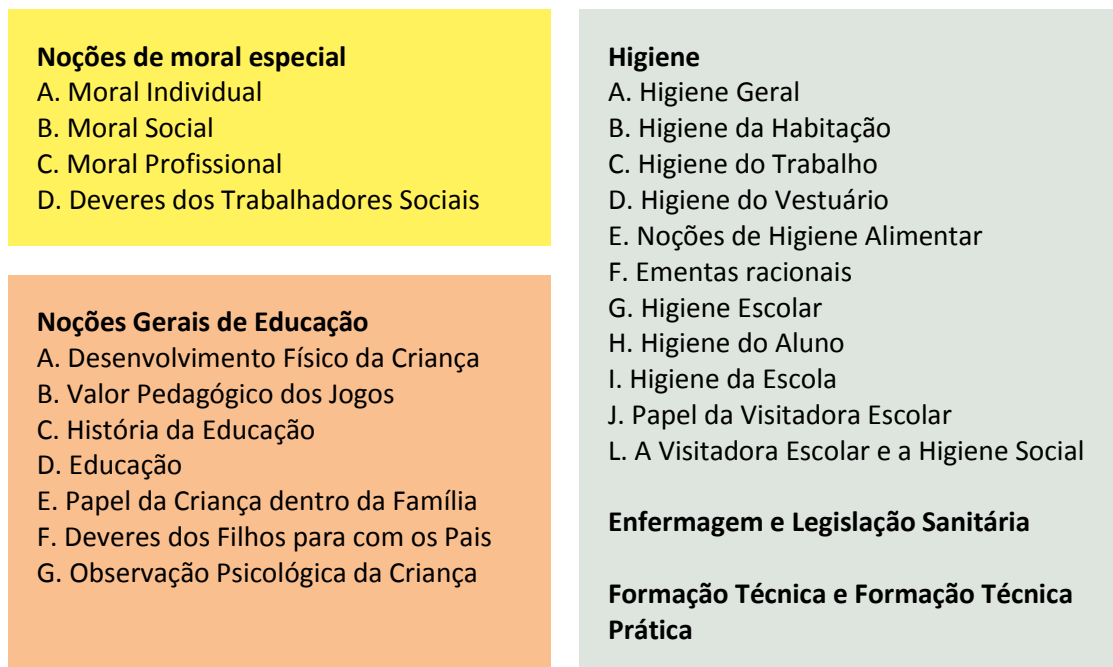 Noções de moral especial
A. Moral Individual
B. Moral Social
C. Moral Profissional
D. Deveres dos Trabalhadores Sociais
Noções Gerais de Educação
A. Desenvolvimento Físico da Criança
B. Valor Pedagógico dos Jogos
C. História da Educação
D. Educação
E. Papel da Criança dentro da Família
F. Deveres dos Filhos para com os Pais
G. Observação Psicológica da Criança
Higiene
A. Higiene Geral
B. Higiene da Habitação
C. Higiene do Trabalho
D. Higiene do Vestuário
E. Noções de Higiene Alimentar
F. Ementas racionais
G. Higiene Escolar
H. Higiene do Aluno
I. Higiene da Escola
J. Papel da Visitadora Escolar
L. A Visitadora Escolar e a Higiene Social
Enfermagem e Legislação Sanitária
Formação Técnica e Formação Técnica
Prática